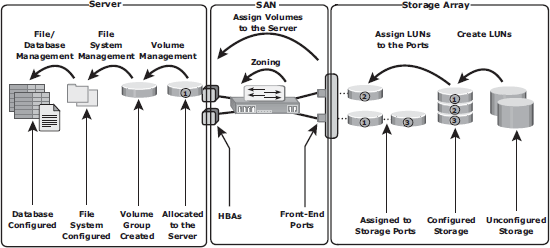 Server
SAN
Storage Array
File/
Database
Management
File
System
Management
Volume
Management
Assign Volumes
to the Server
Zoning
Assign LUNs
to the Ports
Create LUNs
1
2
1
3
1
2
3
Database
Configured
File
System
Configured
Volume
Group
Created
Allocated
to the
Server
HBAs
Front-End
Ports
Assigned to
Storage Ports
Configured
Storage
Unconfigured
Storage